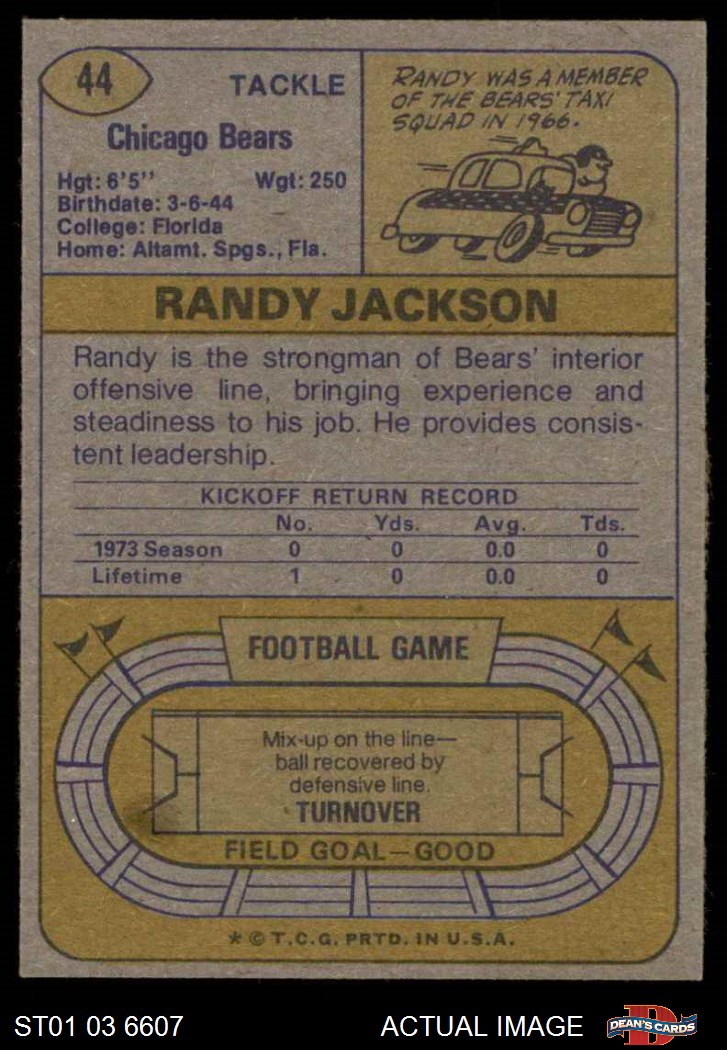 44
TACKLE
Chicago Bears
Hgt: 6'5" Wgt: 250
Birthdate: 3-6-44
College: Florida
Home: Altamt. Spgs., Fla.
RANDY WAS A MEMBER
OF THE BEARS' TAXI
SQUAD IN 1966.
RANDY JACKSON
Randy is the strongman of Bears' interior
offensive line, bringing experience and
steadiness to his job. He provides consis-
tent leadership.
KICKOFF RETURN RECORD
No. Yds. Avg. Tds.
1973 Season 0 0 0.0 0
Lifetime 1 0 0.0 0
FOOTBALL GAME
Mix-up on the line—
ball recovered by
defensive line.
TURNOVER
FIELD GOAL—GOOD
* © T.C.G. PRTD. IN U.S.A.
ST01 03 6607 ACTUAL IMAGE
D
DEAN'S CARDS